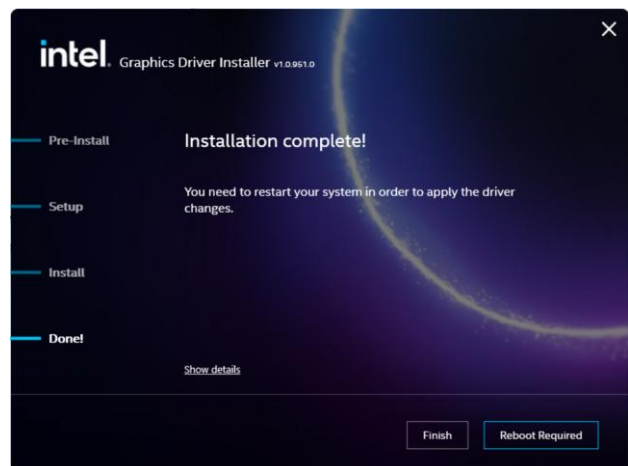 intel. Graphics Driver Installer v1.0.951.0
Pre-Install
Setup
Install
Done!
Installation complete!
You need to restart your system in order to apply the driver
changes.
Show details
Finish
Reboot Required